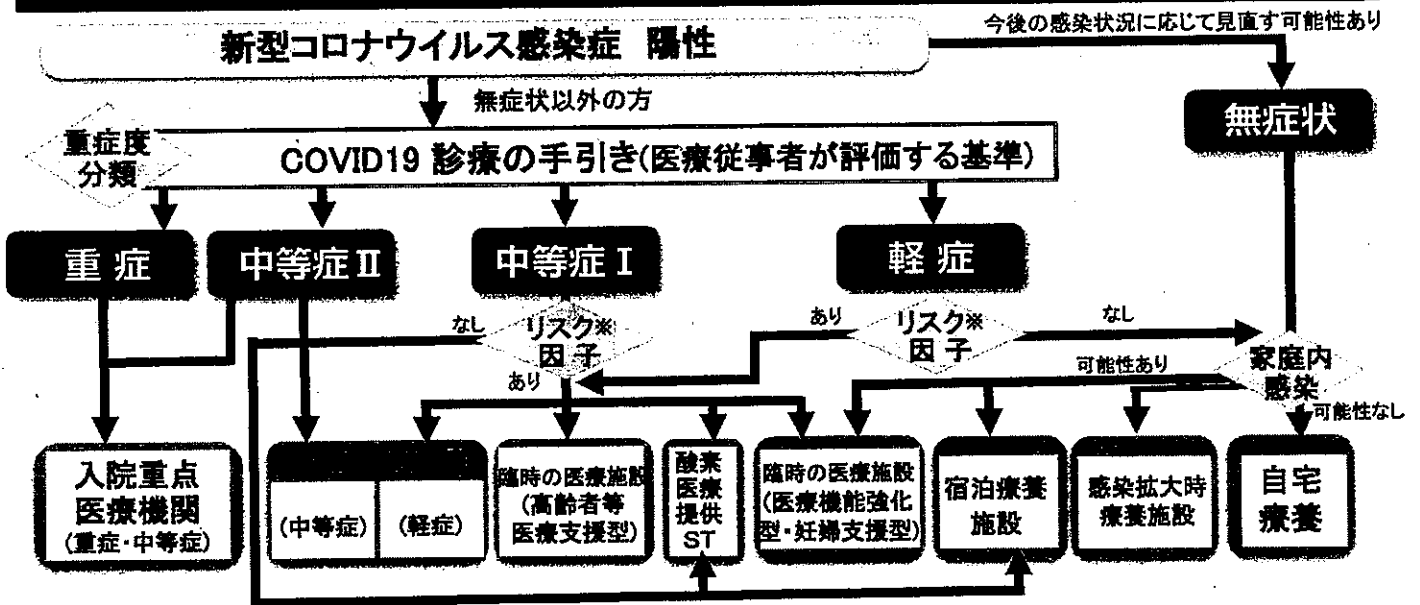 今後の感染状況に応じて見直す可能性あり
新型コロナウイルス感染症 陽性
無症状以外の方
無症状
重症度
分類
COVID19 診療の手引き(医療従事者が評価する基準)
重 症
中等症Ⅱ
中等症Ⅰ
軽 症
なし
リスク※
因 子
あり
あり
リスク※
因 子
なし
可能性あり
家庭内
感染
可能性なし
入院重点
医療機関
(重症・中等症)
(中等症)
(軽症)
臨時の医療施設
(高齢者等
医療支援型)
酸素
医療
提供
ST
臨時の医療施設
(医療機能強化
型・妊婦支援型)
宿泊療養
施設
感染拡大時
療養施設
自宅
療養